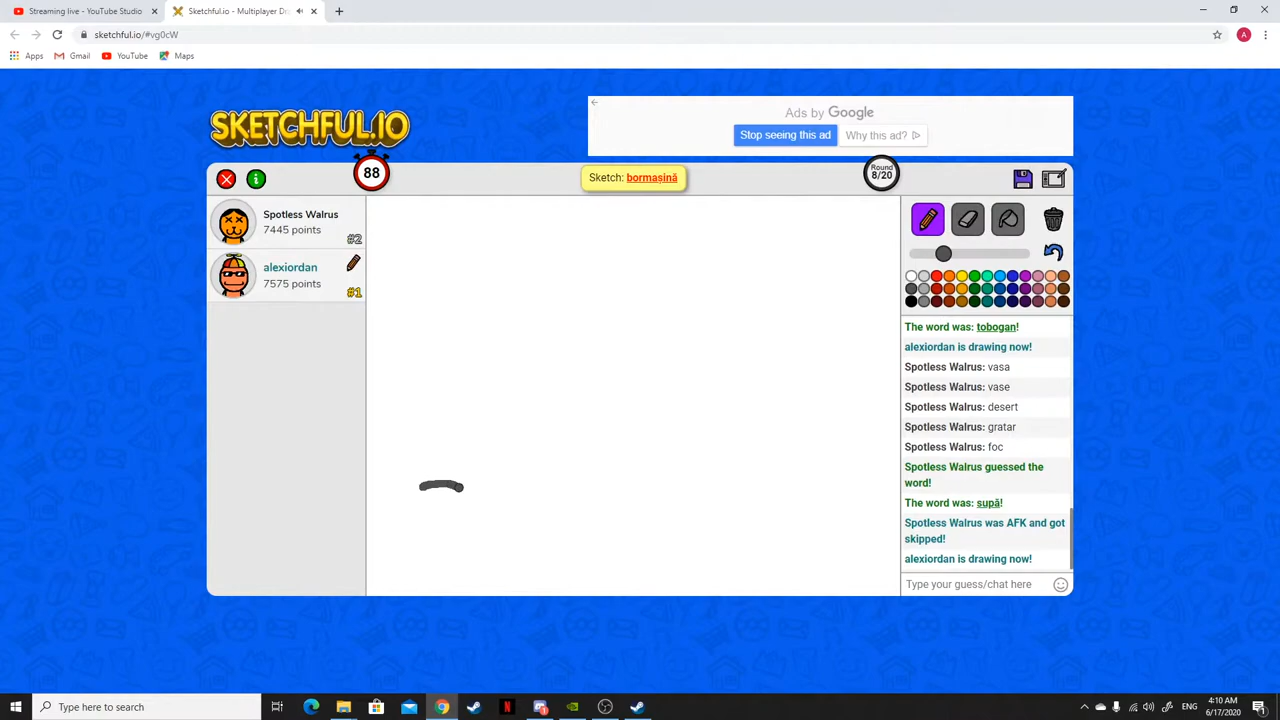 Streaming live - YouTube Studio
Sketchful.io - Multiplayer Dr
sketchful.io/#vg0cW
A
Apps
Gmail
YouTube
Maps
SKETCHFUL.IO
Ads by Google
Stop seeing this ad
Why this ad?
88
Sketch: bormașină
Round
8/20
Spotless Walrus
7445 points
#2
alexiordan
7575 points
#1
The word was: tobogan!
alexiordan is drawing now!
Spotless Walrus: vasa
Spotless Walrus: vase
Spotless Walrus: desert
Spotless Walrus: gratar
Spotless Walrus: foc
Spotless Walrus guessed the
word!
The word was: supă!
Spotless Walrus was AFK and got
skipped!
alexiordan is drawing now!
Type your guess/chat here
Type here to search
4:10 AM
6/17/2020